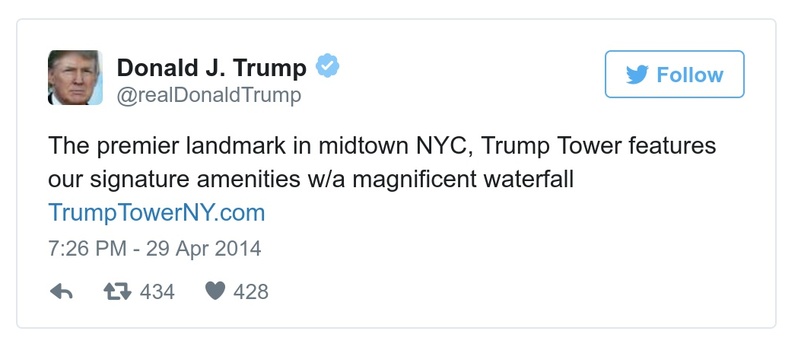 Donald J. Trump
@realDonaldTrump
Follow
The premier landmark in midtown NYC, Trump Tower features
our signature amenities w/a magnificent waterfall
TrumpTowerNY.com
7:26 PM - 29 Apr 2014
434 428